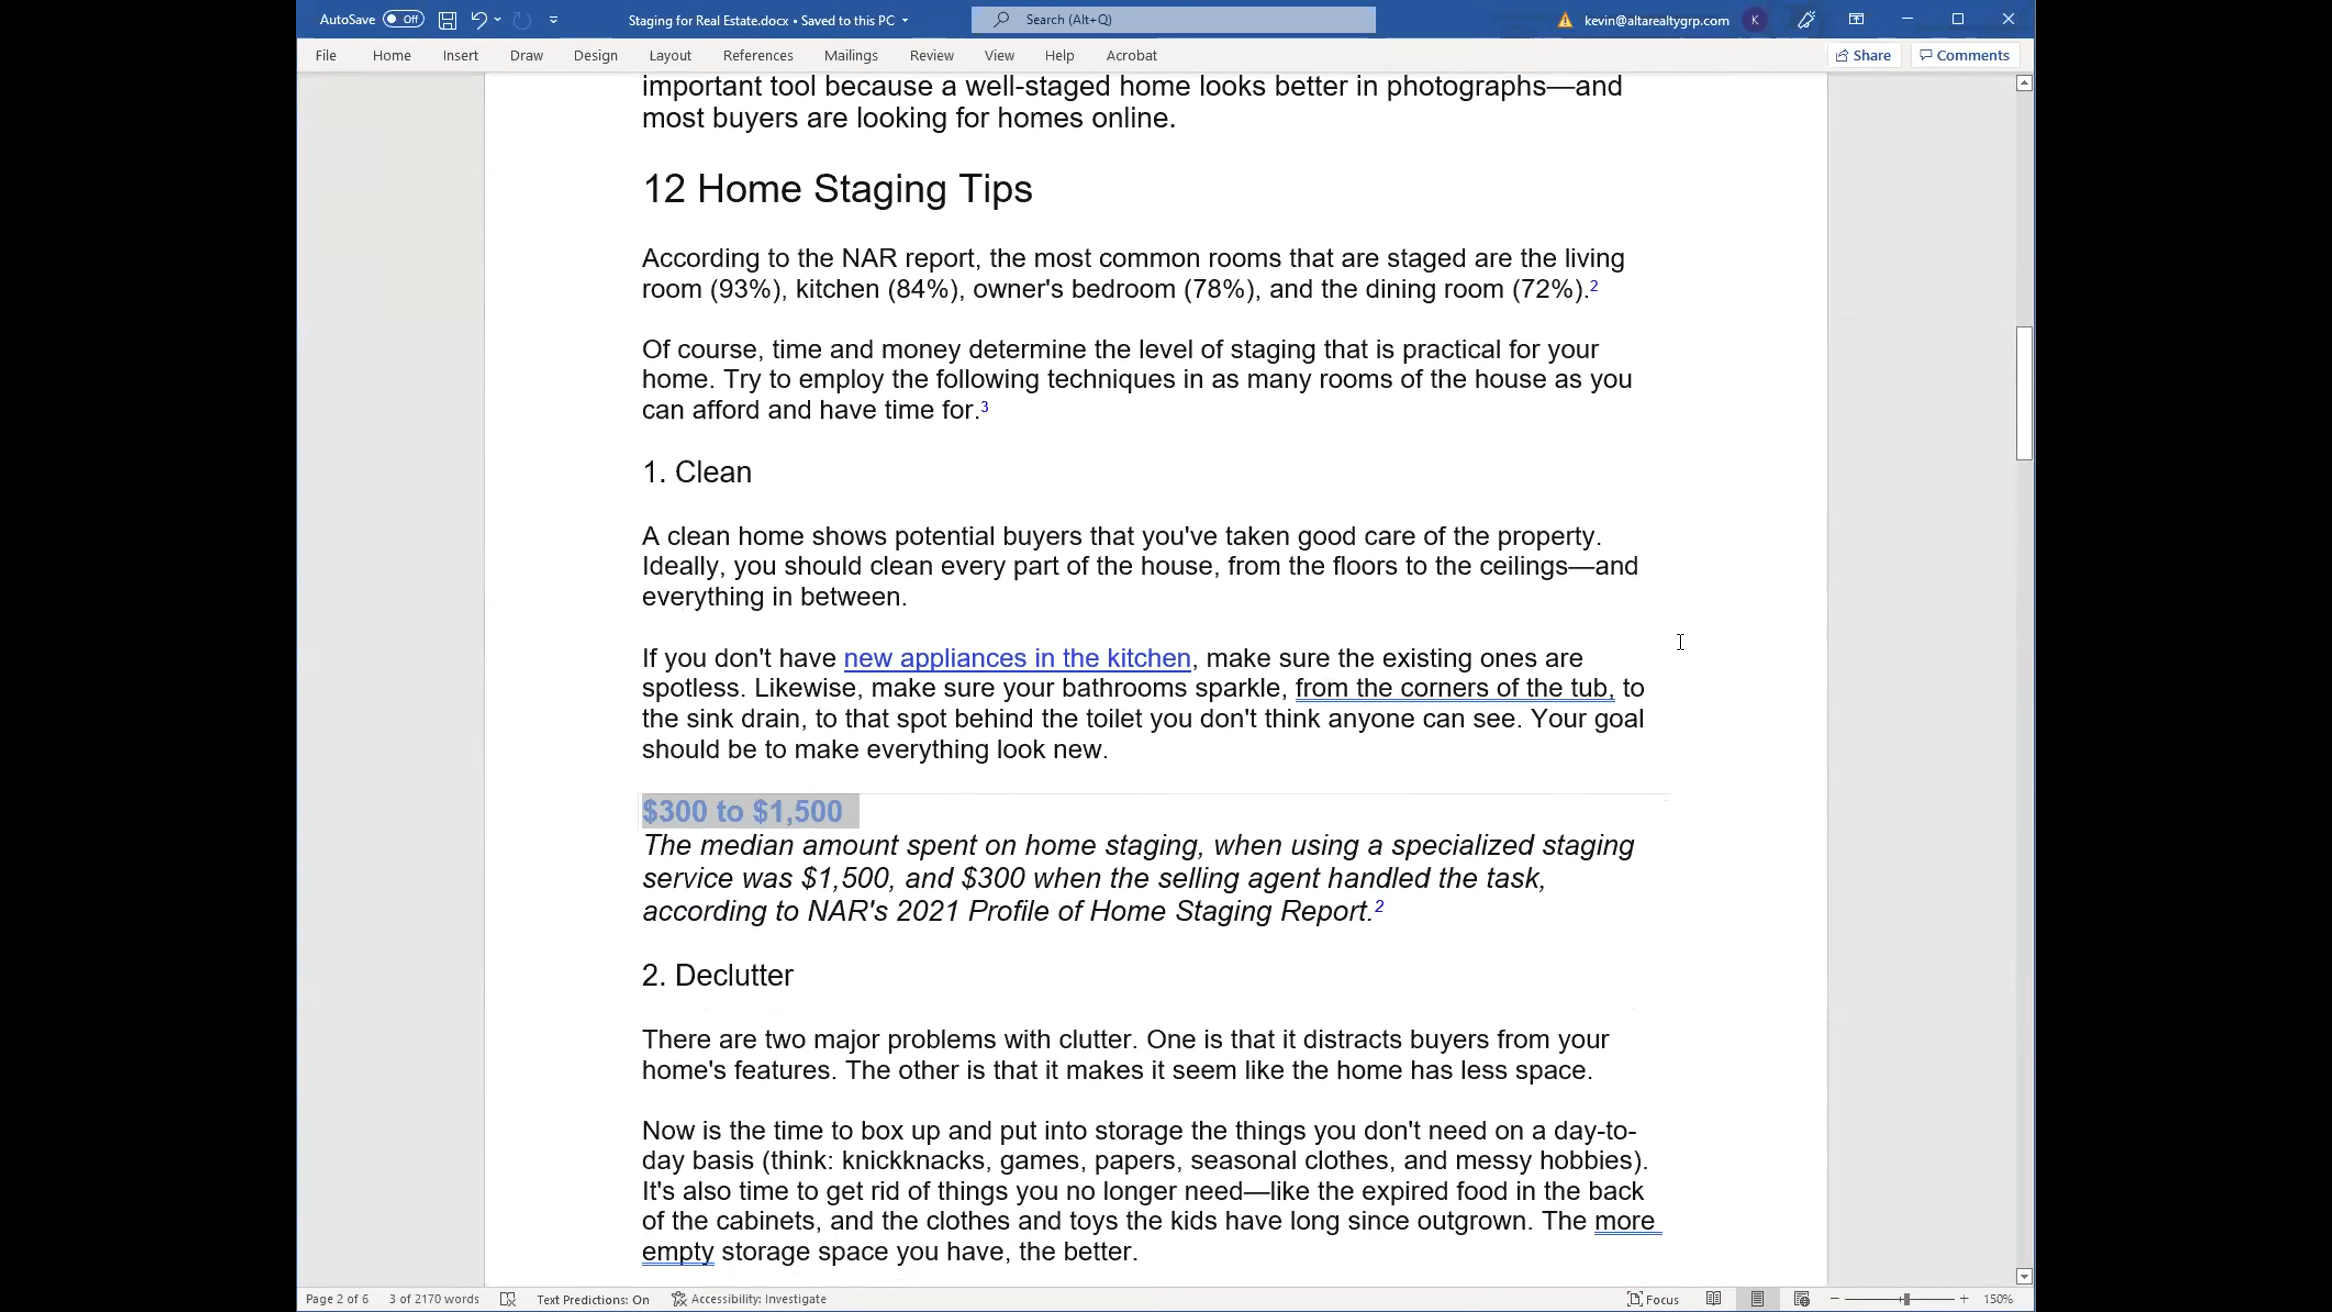 AutoSave Off Staging for Real Estate.docx • Saved to this PC Search (Alt+Q) kevin@altarealtygrp.com K
File Home Insert Draw Design Layout References Mailings Review View Help Acrobat Share Comments
important tool because a well-staged home looks better in photographs—and
most buyers are looking for homes online.
12 Home Staging Tips
According to the NAR report, the most common rooms that are staged are the living
room (93%), kitchen (84%), owner's bedroom (78%), and the dining room (72%).2
Of course, time and money determine the level of staging that is practical for your
home. Try to employ the following techniques in as many rooms of the house as you
can afford and have time for.3
1. Clean
A clean home shows potential buyers that you've taken good care of the property.
Ideally, you should clean every part of the house, from the floors to the ceilings—and
everything in between.
If you don't have new appliances in the kitchen, make sure the existing ones are
spotless. Likewise, make sure your bathrooms sparkle, from the corners of the tub, to
the sink drain, to that spot behind the toilet you don't think anyone can see. Your goal
should be to make everything look new.
$300 to $1,500
The median amount spent on home staging, when using a specialized staging
service was $1,500, and $300 when the selling agent handled the task,
according to NAR's 2021 Profile of Home Staging Report.2
2. Declutter
There are two major problems with clutter. One is that it distracts buyers from your
home's features. The other is that it makes it seem like the home has less space.
Now is the time to box up and put into storage the things you don't need on a day-to-
day basis (think: knickknacks, games, papers, seasonal clothes, and messy hobbies).
It's also time to get rid of things you no longer need—like the expired food in the back
of the cabinets, and the clothes and toys the kids have long since outgrown. The more
empty storage space you have, the better.
Page 2 of 6 3 of 2170 words Text Predictions: On Accessibility: Investigate Focus 150%